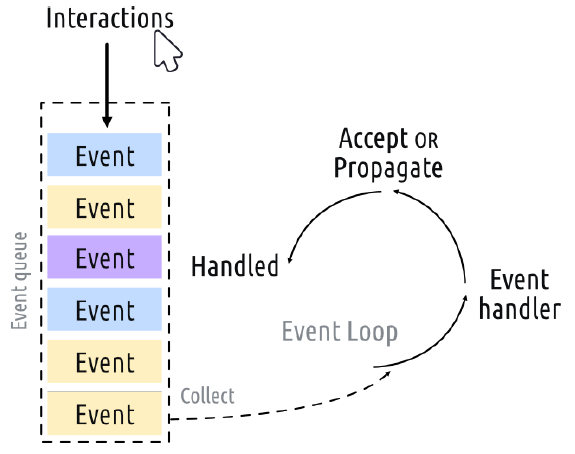 Interactions
Event
Event
Event
Event
Event
Event
Event queue
Collect
Event Loop
Event
handler
Accept OR
Propagate
Handled